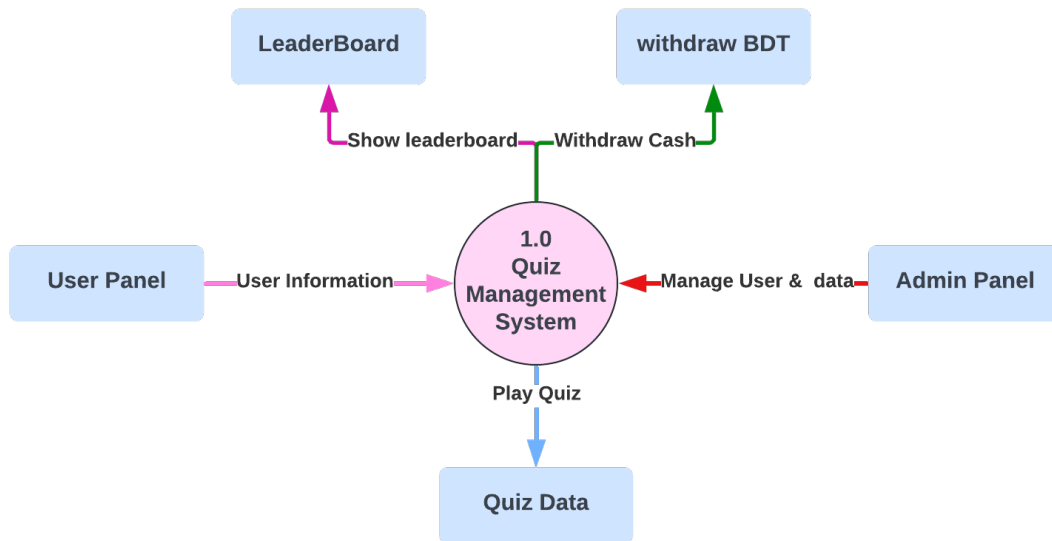 LeaderBoard
withdraw BDT
Show leaderboard
Withdraw Cash
1.0
Quiz
Management
System
User Panel
User Information
Manage User &  data
Admin Panel
Play Quiz
Quiz Data